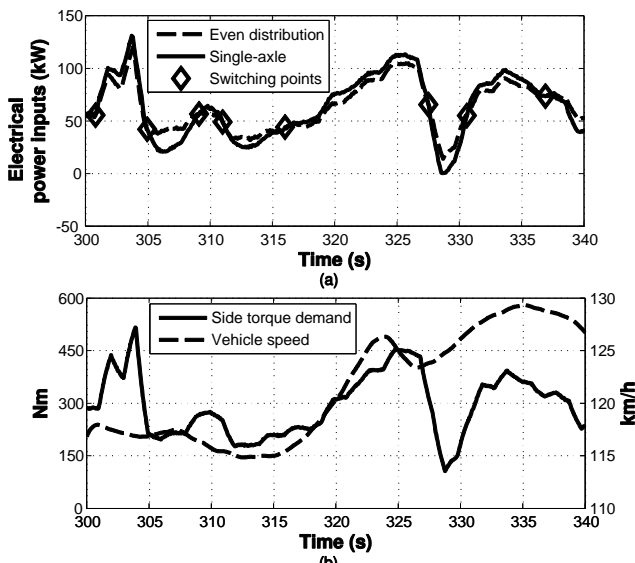 150
100
50
0
-50
Electrical
power inputs (kW)
Even distribution
Single-axle
Switching points
300 305 310 315 320 325 330 335 340
Time (s)
(a)
600
450
300
150
0
Nm
Side torque demand
Vehicle speed
130
125
120
115
110
km/h
300 305 310 315 320 325 330 335 340
Time (s)
(b)